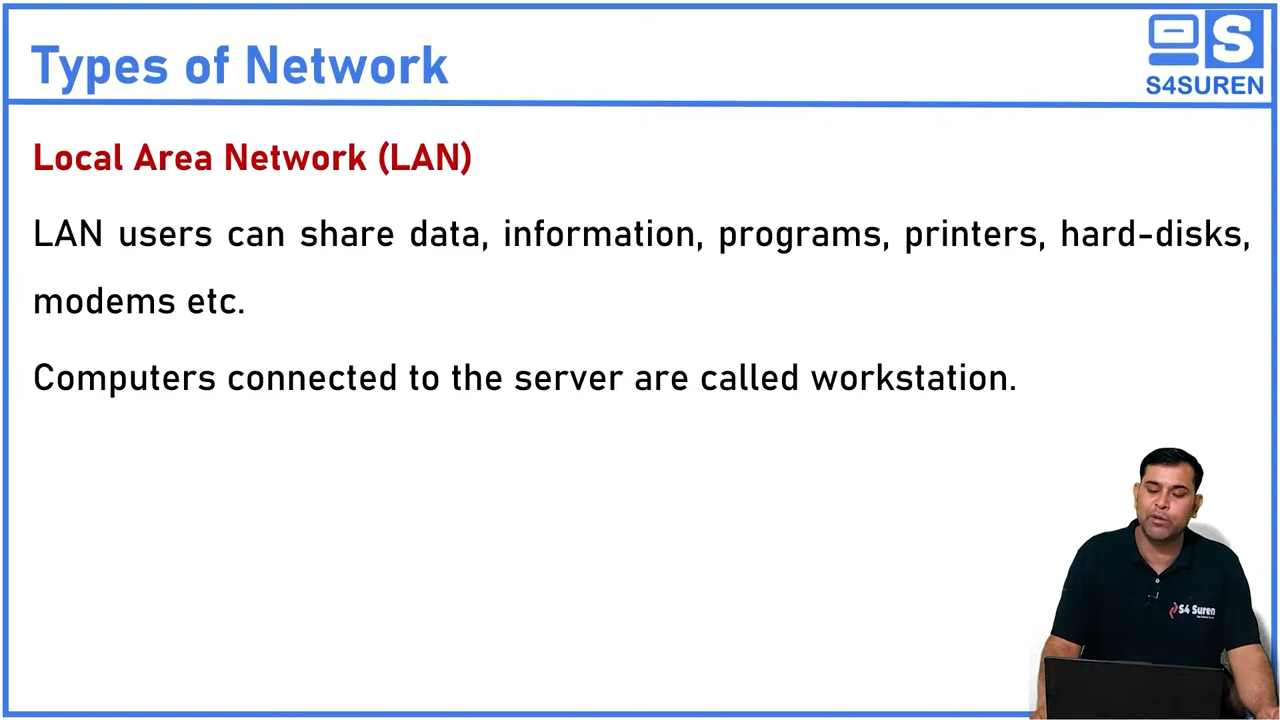 Types of Network
S
S4SUREN
Local Area Network (LAN)
LAN users can share data, information, programs, printers, hard-disks,
modems etc.
Computers connected to the server are called workstation.
S4 Suren